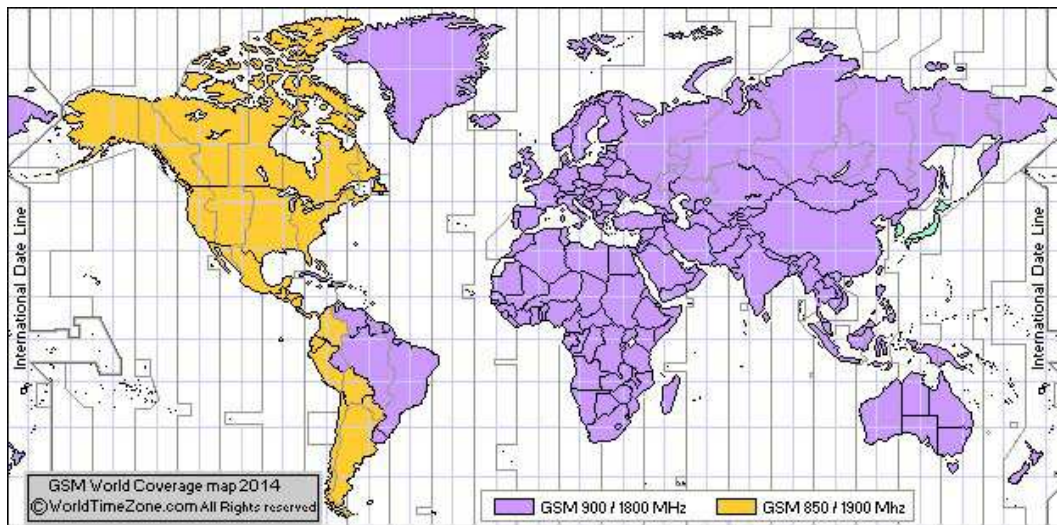 International Date Line
International Date Line
GSM World Coverage map 2014
©WorldTimeZone.com All Rights reserved
GSM 900 / 1800 MHz
GSM 850 / 1900 Mhz